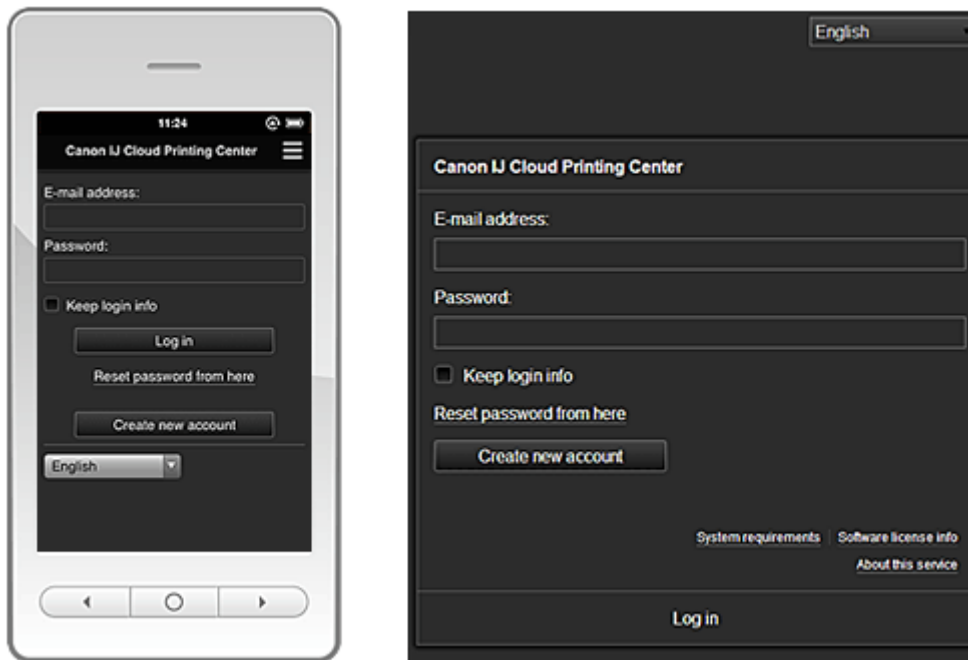 11:24
Canon IJ Cloud Printing Center
E-mail address:
Password:
Keep login info
Log in
Reset password from here
Create new account
English
English
Canon IJ Cloud Printing Center
E-mail address:
Password:
Keep login info
Reset password from here
Create new account
System requirements Software license info
About this service
Log in